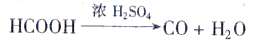 浓 H₂SO₄
HCOOH ⟶ CO + H₂O